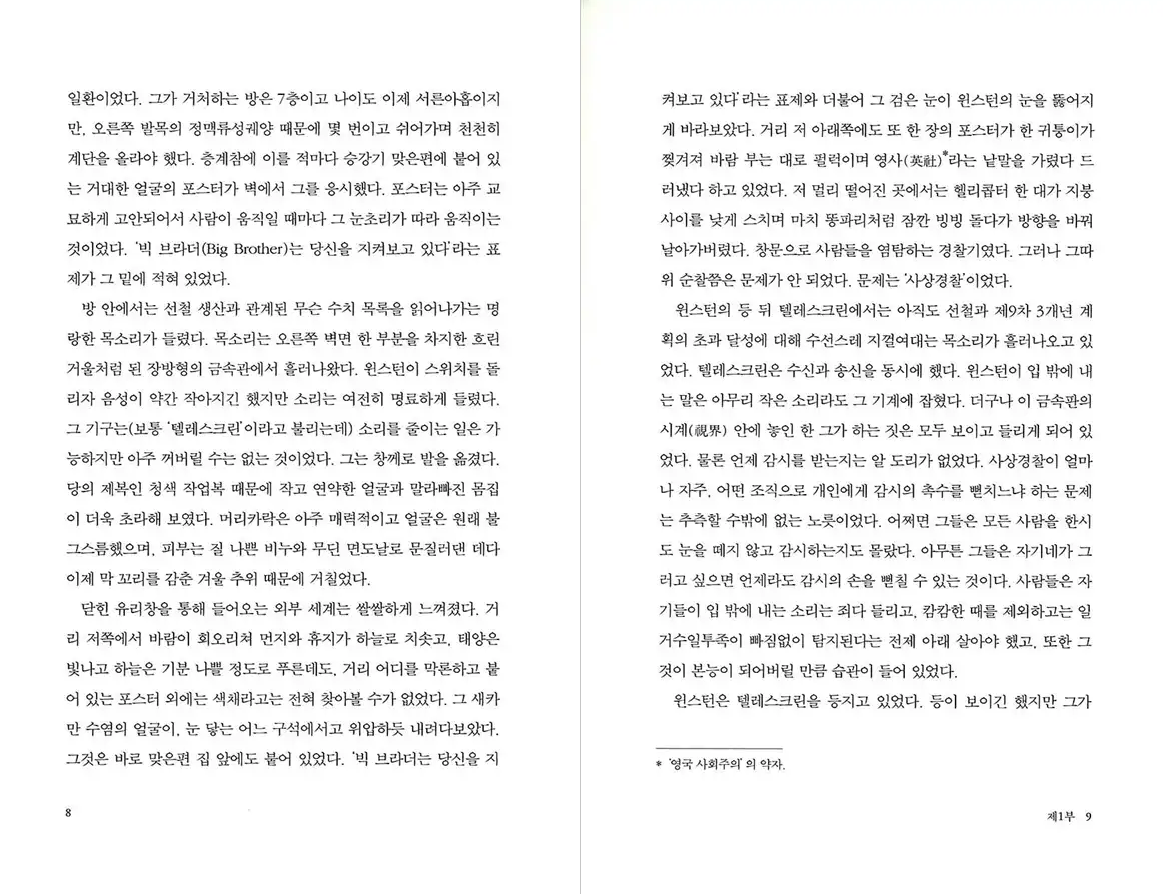 일환이었다. 그가 거처하는 방은 7층이고 나이도 이제 서른아홉이지
만, 오른쪽 발목의 정맥류성궤양 때문에 몇 번이고 쉬어가며 천천히
계단을 올라야 했다. 층계참에 이를 적마다 승강기 맞은편에 붙어 있
는 거대한 얼굴의 포스터가 벽에서 그를 응시했다. 포스터는 아주 교
묘하게 고안되어서 사람이 움직일 때마다 그 눈초리가 따라 움직이는
것이었다. '빅 브라더(Big Brother)는 당신을 지켜보고 있다'라는 표
제가 그 밑에 적혀 있었다.
방 안에서는 선철 생산과 관계된 무슨 수치 목록을 읽어나가는 명
랑한 목소리가 들렸다. 목소리는 오른쪽 벽면 한 부분을 차지한 흐린
거울처럼 된 장방형의 금속관에서 흘러나왔다. 윈스턴이 스위치를 돌
리자 음성이 약간 작아지긴 했지만 소리는 여전히 명료하게 들렸다.
그 기구는(보통 '텔레스크린'이라고 불리는데) 소리를 줄이는 일은 가
능하지만 아주 꺼버릴 수는 없는 것이었다. 그는 창께로 발을 옮겼다.
당의 제복인 청색 작업복 때문에 작고 연약한 얼굴과 말라빠진 몸집
이 더욱 초라해 보였다. 머리카락은 아주 매력적이고 얼굴은 원래 불
그스름했으며, 피부는 질 나쁜 비누와 무딘 면도날로 문질러댄 데다
이제 막 꼬리를 감춘 겨울 추위 때문에 거칠었다.
닫힌 유리창을 통해 들어오는 외부 세계는 쌀쌀하게 느껴졌다. 거
리 저쪽에서 바람이 회오리쳐 먼지와 휴지가 하늘로 치솟고, 태양은
빛나고 하늘은 기분 나쁠 정도로 푸른데도, 거리 어디를 막론하고 붙
어 있는 포스터 외에는 색채라고는 전혀 찾아볼 수가 없었다. 그 새카
만 수염의 얼굴이, 눈 닿는 어느 구석에서고 위압하듯 내려다보았다.
그것은 바로 맞은편 집 앞에도 붙어 있었다. '빅 브라더는 당신을 지
8
켜보고 있다'라는 표제와 더불어 그 검은 눈이 윈스턴의 눈을 뚫어지
게 바라보았다. 거리 저 아래쪽에도 또 한 장의 포스터가 한 귀퉁이가
찢겨져 바람 부는 대로 펄럭이며 영사(英社)*라는 낱말을 가렸다 드
러냈다 하고 있었다. 저 멀리 떨어진 곳에서는 헬리콥터 한 대가 지붕
사이를 낮게 스치며 마치 똥파리처럼 잠깐 빙빙 돌다가 방향을 바꿔
날아가버렸다. 창문으로 사람들을 염탐하는 경찰기였다. 그러나 그따
위 순찰쯤은 문제가 안 되었다. 문제는 '사상경찰'이었다.
윈스턴의 등 뒤 텔레스크린에서는 아직도 선철과 제9차 3개년 계
획의 초과 달성에 대해 수선스레 지껄여대는 목소리가 흘러나오고 있
었다. 텔레스크린은 수신과 송신을 동시에 했다. 윈스턴이 입 밖에 내
는 말은 아무리 작은 소리라도 그 기계에 잡혔다. 더구나 이 금속판의
시계(視界) 안에 놓인 한 그가 하는 짓은 모두 보이고 들리게 되어 있
었다. 물론 언제 감시를 받는지는 알 도리가 없었다. 사상경찰이 얼마
나 자주, 어떤 조직으로 개인에게 감시의 촉수를 뻗치느냐 하는 문제
는 추측할 수밖에 없는 노릇이었다. 어쩌면 그들은 모든 사람을 한시
도 눈을 떼지 않고 감시하는지도 몰랐다. 아무튼 그들은 자기네가 그
러고 싶으면 언제라도 감시의 손을 뻗칠 수 있는 것이다. 사람들은 자
기들이 입 밖에 내는 소리는 죄다 들리고, 캄캄한 때를 제외하고는 일
거수일투족이 빠짐없이 탐지된다는 전제 아래 살아야 했고, 또한 그
것이 본능이 되어버릴 만큼 습관이 들어 있었다.
윈스턴은 텔레스크린을 등지고 있었다. 등이 보이긴 했지만 그가
* '영국 사회주의'의 약자.
제1부 9